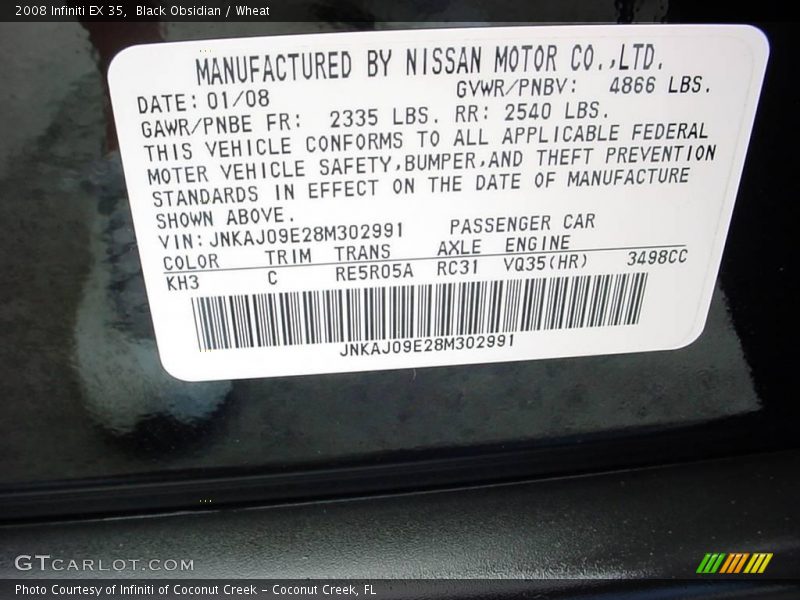 2008 Infiniti EX 35, Black Obsidian / Wheat
MANUFACTURED BY NISSAN MOTOR CO.,LTD.
DATE: 01/08 GVWR/PNBV: 4866 LBS.
GAWR/PNBE FR: 2335 LBS. RR: 2540 LBS.
THIS VEHICLE CONFORMS TO ALL APPLICABLE FEDERAL
MOTER VEHICLE SAFETY,BUMPER,AND THEFT PREVENTION
STANDARDS IN EFFECT ON THE DATE OF MANUFACTURE
SHOWN ABOVE.
VIN: JNKAJ09E28M302991 PASSENGER CAR
COLOR TRIM TRANS AXLE ENGINE
KH3 C RE5R05A RC31 VQ35(HR) 3498CC
JNKAJ09E28M302991
GTCARLOT.COM
Photo Courtesy of Infiniti of Coconut Creek – Coconut Creek, FL